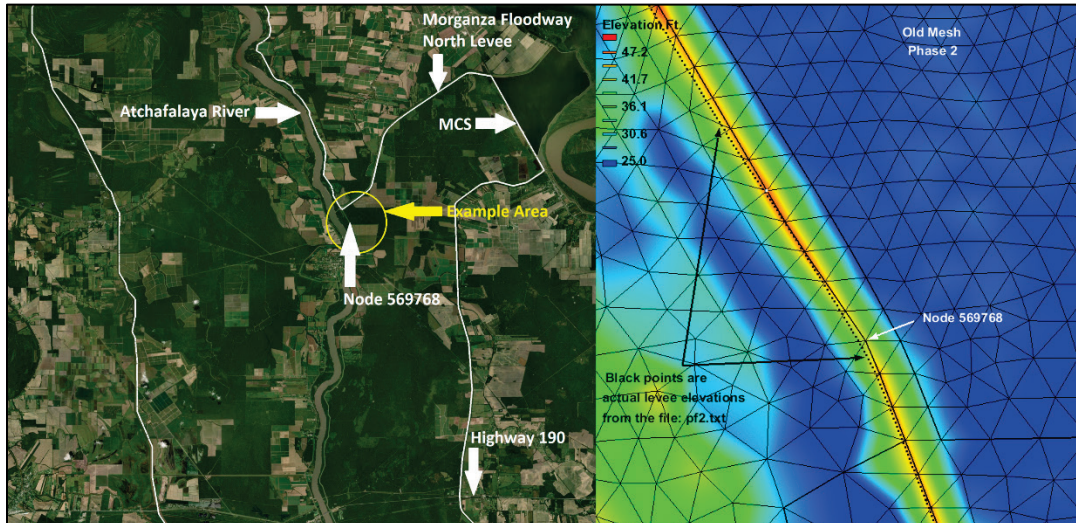 Morganza Floodway
North Levee
Atchafalaya River
MCS
Example Area
Node 569768
Highway 190
Elevation Ft
47.2
41.7
36.1
30.6
25.0
Old Mesh
Phase 2
Node 569768
Black points are
actual levee elevations
from the file: pf2.txt